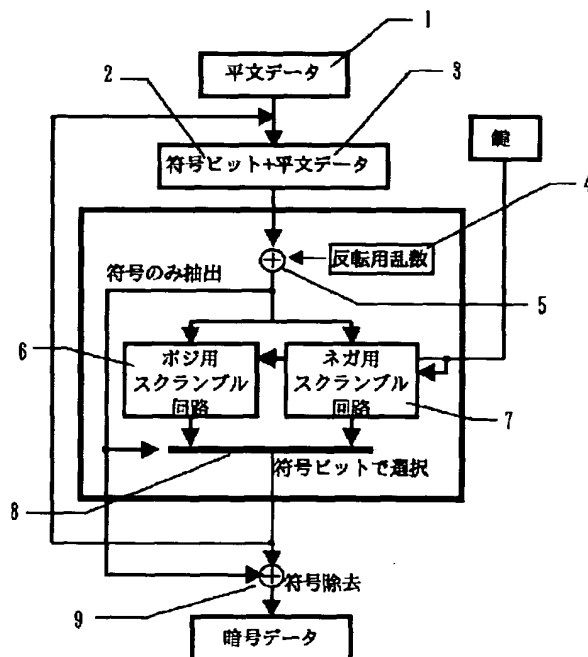 1
平文データ
2
3
符号ビット+平文データ
鍵
4
反転用乱数
符号のみ抽出
5
6
ポジ用
スクランブル
回路
ネガ用
スクランブル
回路
7
符号ビットで選択
8
符号除去
9
暗号データ